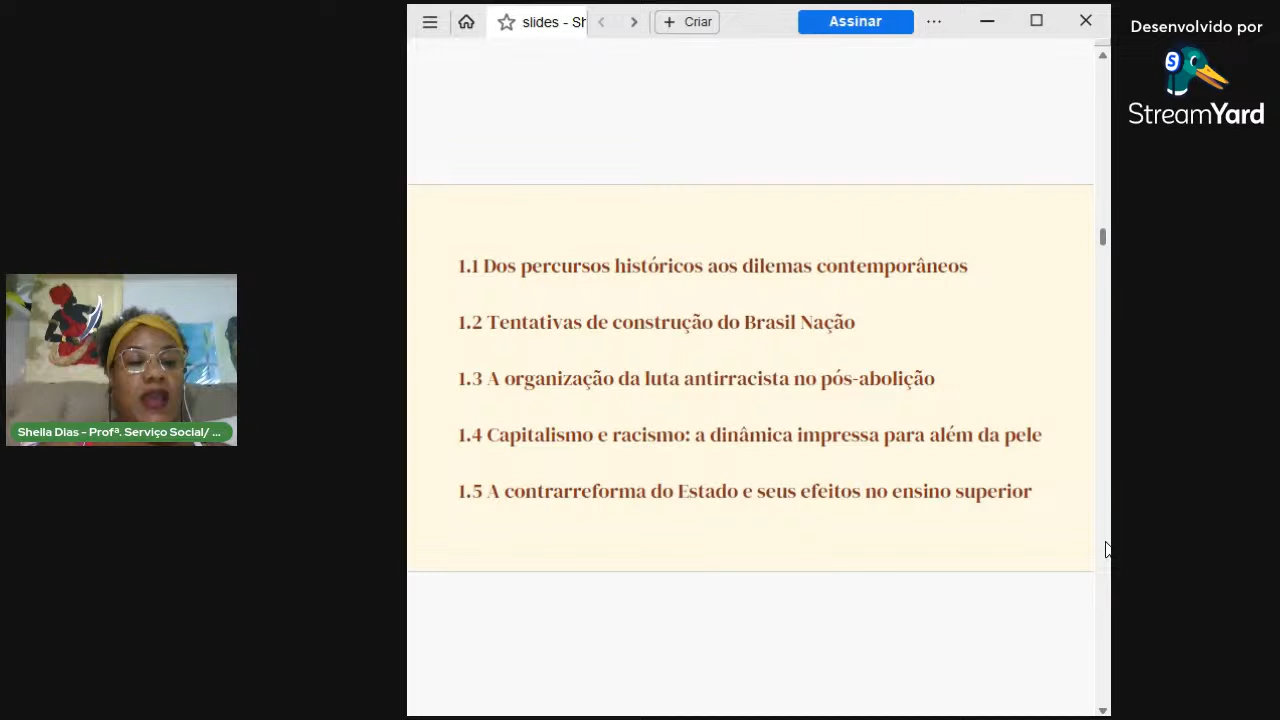 slides - Sh
Criar
Assinar
Desenvolvido por
S
StreamYard
1.1 Dos percursos históricos aos dilemas contemporâneos
1.2 Tentativas de construção do Brasil Nação
1.3 A organização da luta antirracista no pós-abolição
1.4 Capitalismo e racismo: a dinâmica impressa para além da pele
1.5 A contrarreforma do Estado e seus efeitos no ensino superior
Sheila Dias - Profª. Serviço Social/ ...